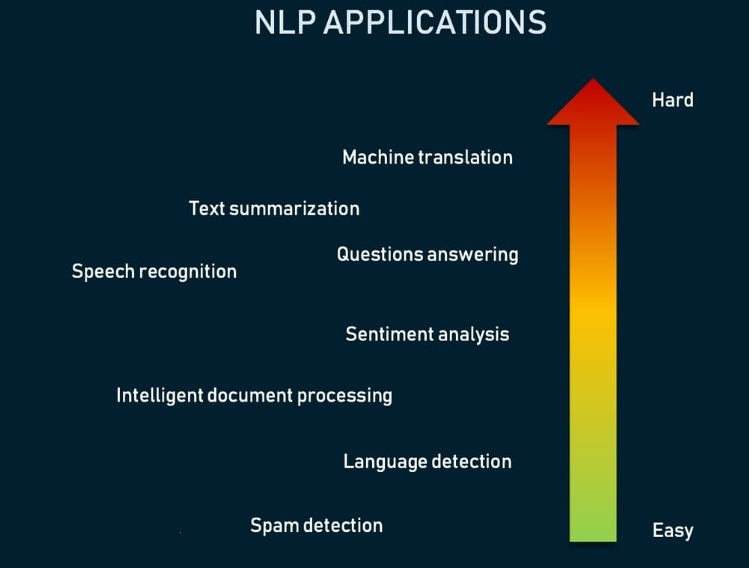 NLP APPLICATIONS
Hard
Machine translation
Text summarization
Questions answering
Speech recognition
Sentiment analysis
Intelligent document processing
Language detection
Spam detection
Easy